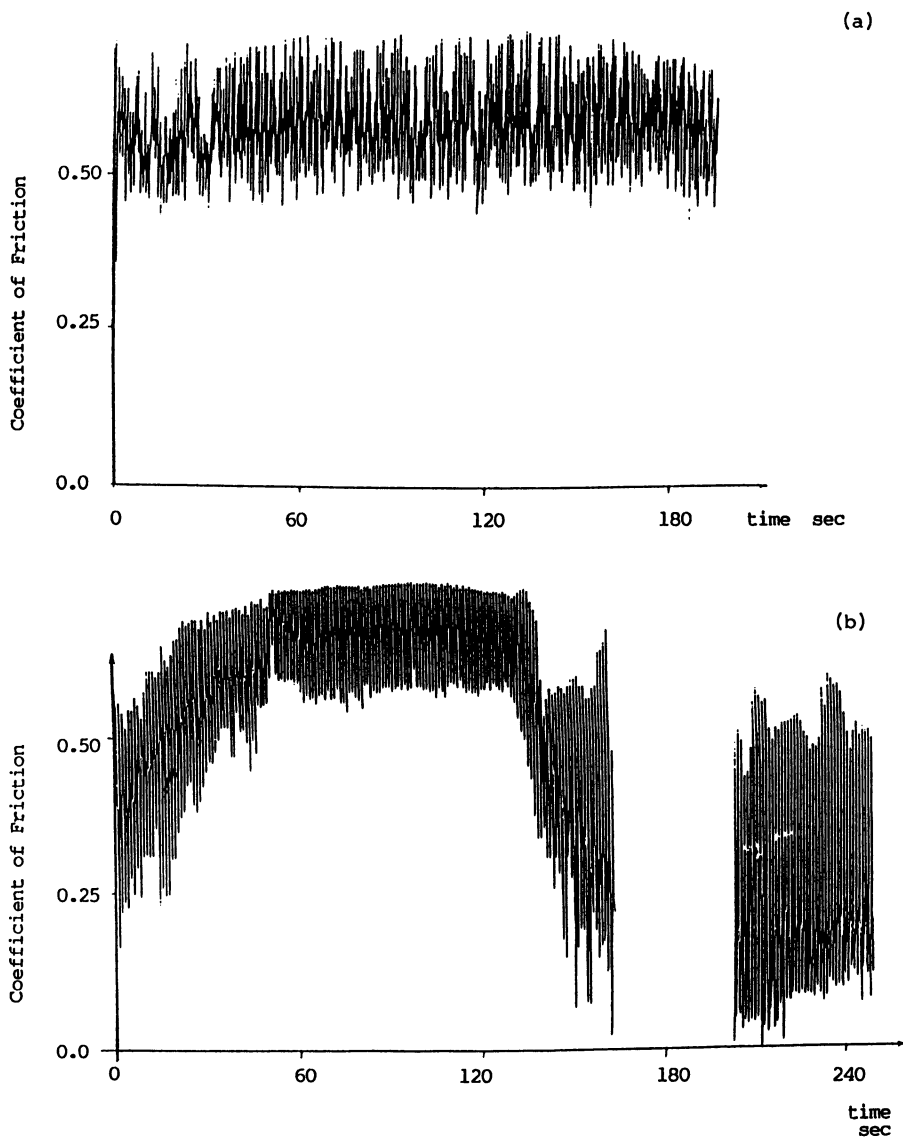 (a)
Coefficient of Friction
0.50
0.25
0.0
0 60 120 180 time sec
(b)
Coefficient of Friction
0.50
0.25
0.0
0 60 120 180 240
time
sec